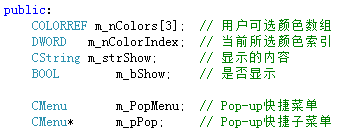 public:
COLORREF m_nColors[3]; // 用户可选颜色数组
DWORD m_nColorIndex; // 当前所选颜色索引
CString m_strShow; // 显示的内容
BOOL m_bShow; // 是否显示
CMenu m_PopMenu; // Pop-up快捷菜单
CMenu* m_pPop; // Pop-up快捷子菜单